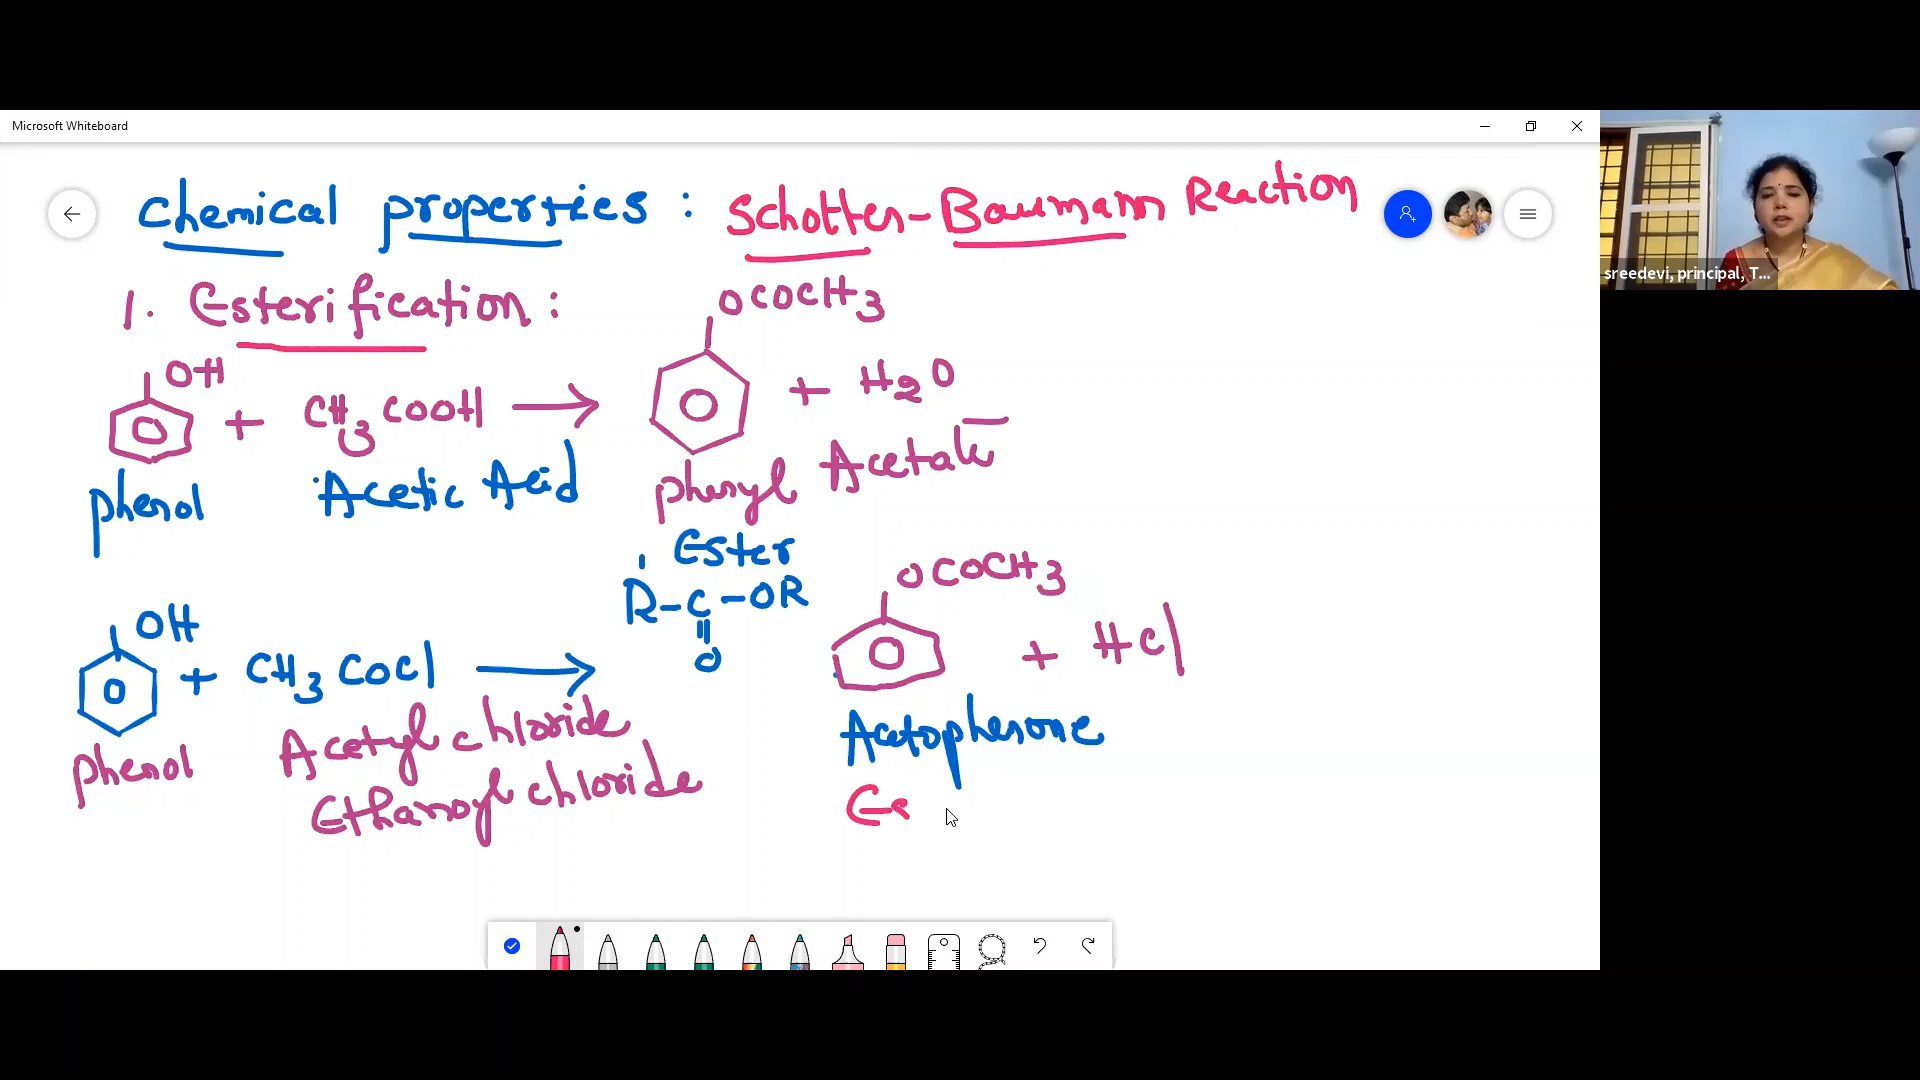 Microsoft Whiteboard
Chemical properties : Schotten-Baumann Reaction
1. Esterification :
OCOCH3
OH
+ CH3COOH → + H2O
phenol Acetic Acid phenyl Acetate
Ester
R-C-OR
O
OCOCH3
OH
+ CH3COCl → + HCl
phenol Acetyl chloride Acetophenone
Ethanoyl chloride Es
sreedevi, principal, T...